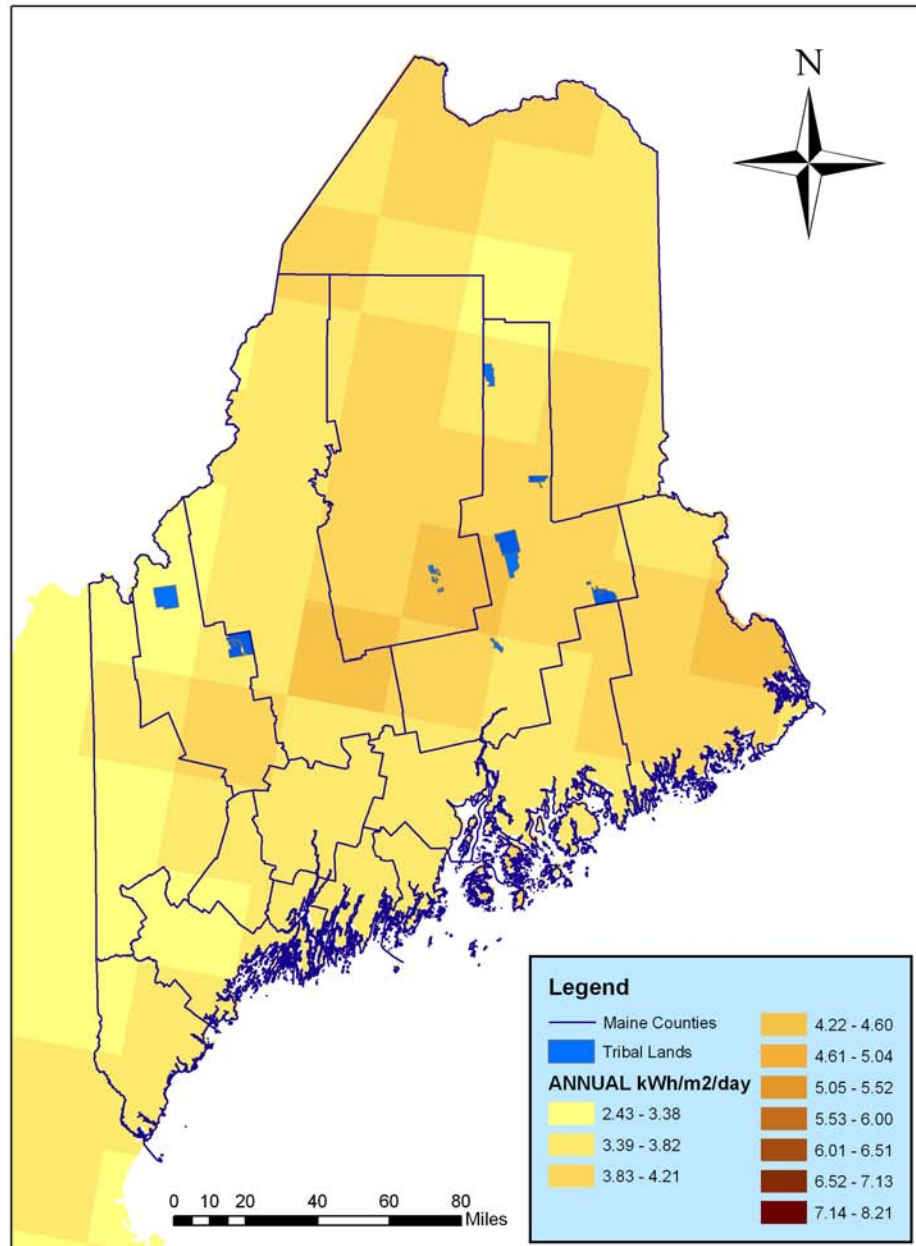 N
Legend
Maine Counties
Tribal Lands
ANNUAL kWh/m2/day
2.43 - 3.38
3.39 - 3.82
3.83 - 4.21
4.22 - 4.60
4.61 - 5.04
5.05 - 5.52
5.53 - 6.00
6.01 - 6.51
6.52 - 7.13
7.14 - 8.21
0 20 40 60 80
Miles